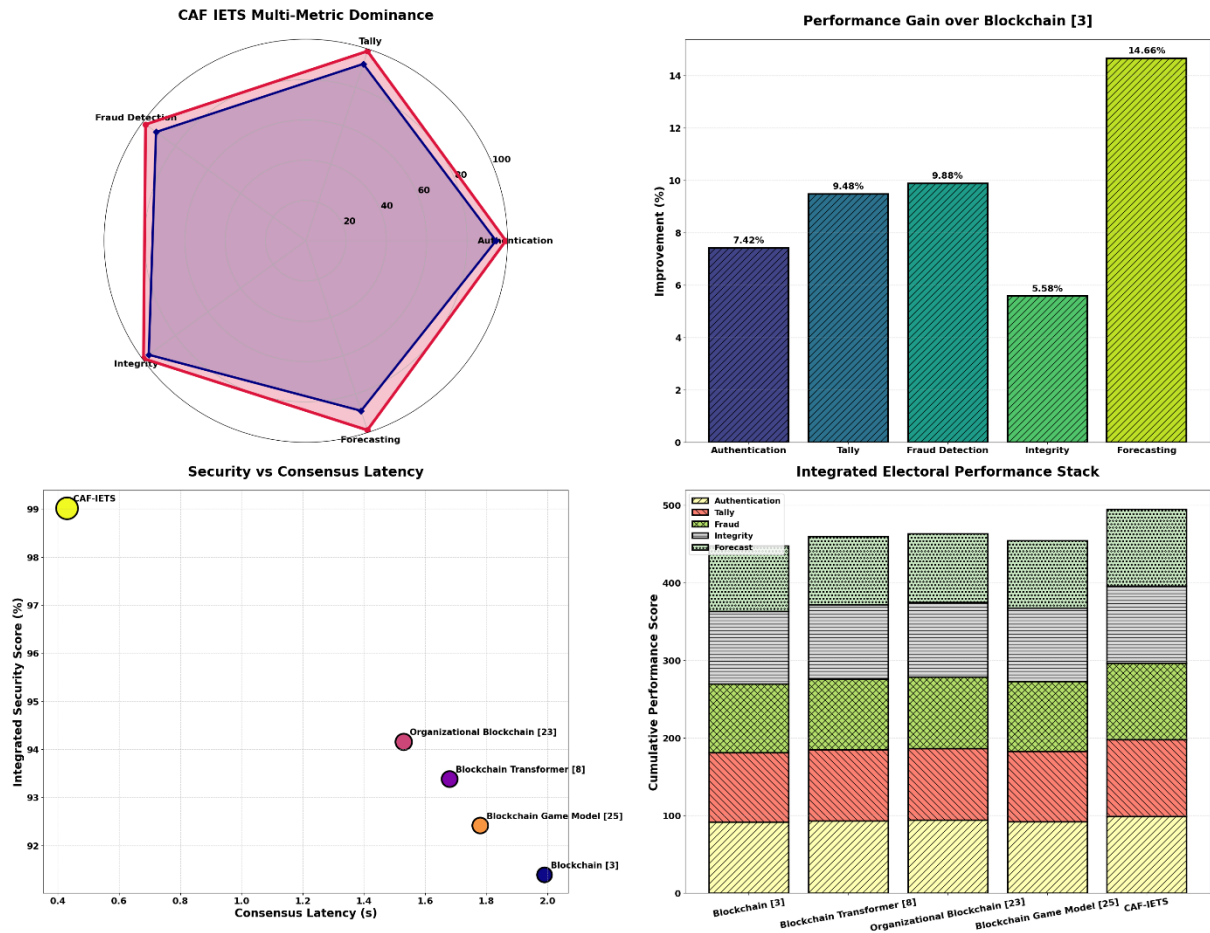 CAF IETS Multi-Metric Dominance
Tally
Fraud Detection
100
80
60
40
20
Authentication
Integrity
Forecasting
Performance Gain over Blockchain [3]
Improvement (%)
14
12
10
8
6
4
2
0
7.42%
9.48%
9.88%
5.58%
14.66%
Authentication
Tally
Fraud Detection
Integrity
Forecasting
Security vs Consensus Latency
Integrated Security Score (%)
99
98
97
96
95
94
93
92
CAF-IETS
Organizational Blockchain [23]
Blockchain Transformer [8]
Blockchain Game Model [25]
Blockchain [3]
0.4
0.6
0.8
1.0
1.2
1.4
1.6
1.8
2.0
Consensus Latency (s)
Integrated Electoral Performance Stack
Cumulative Performance Score
500
400
300
200
100
0
Authentication
Tally
Fraud
Integrity
Forecast
Blockchain [3]
Blockchain Transformer [8]
Organizational Blockchain [23]
Blockchain Game Model [25]
CAF-IETS